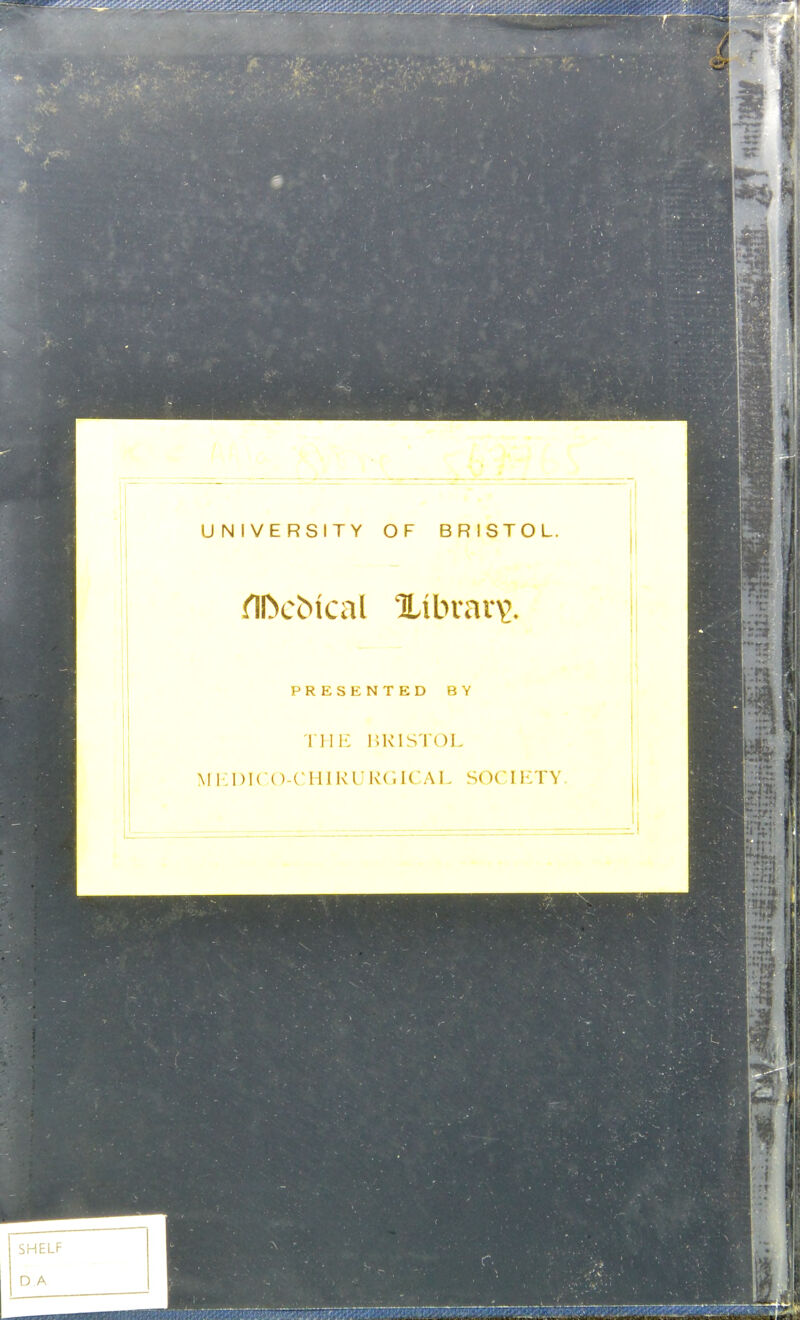 UNIVERSITY OF BRISTOL.
Medical Library.
PRESENTED BY
THE BRISTOL
MEDICO-CHIRURGICAL SOCIETY.
SHELF
D A